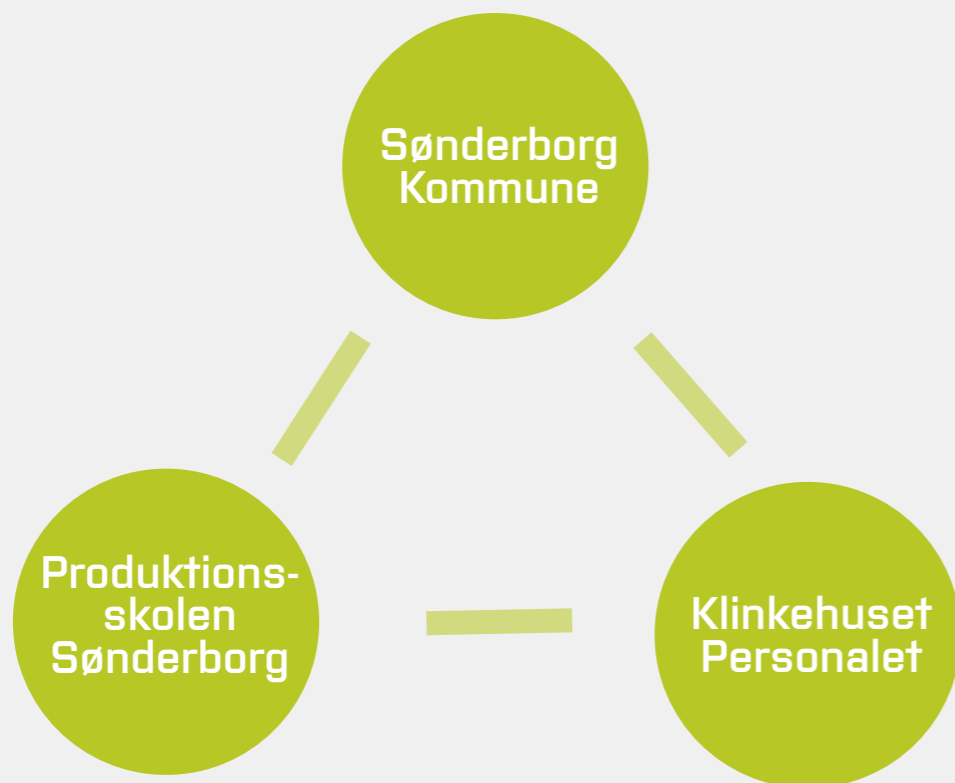 Sønderborg
Kommune
Produktions-
skolen
Sønderborg
Klinkehuset
Personalet